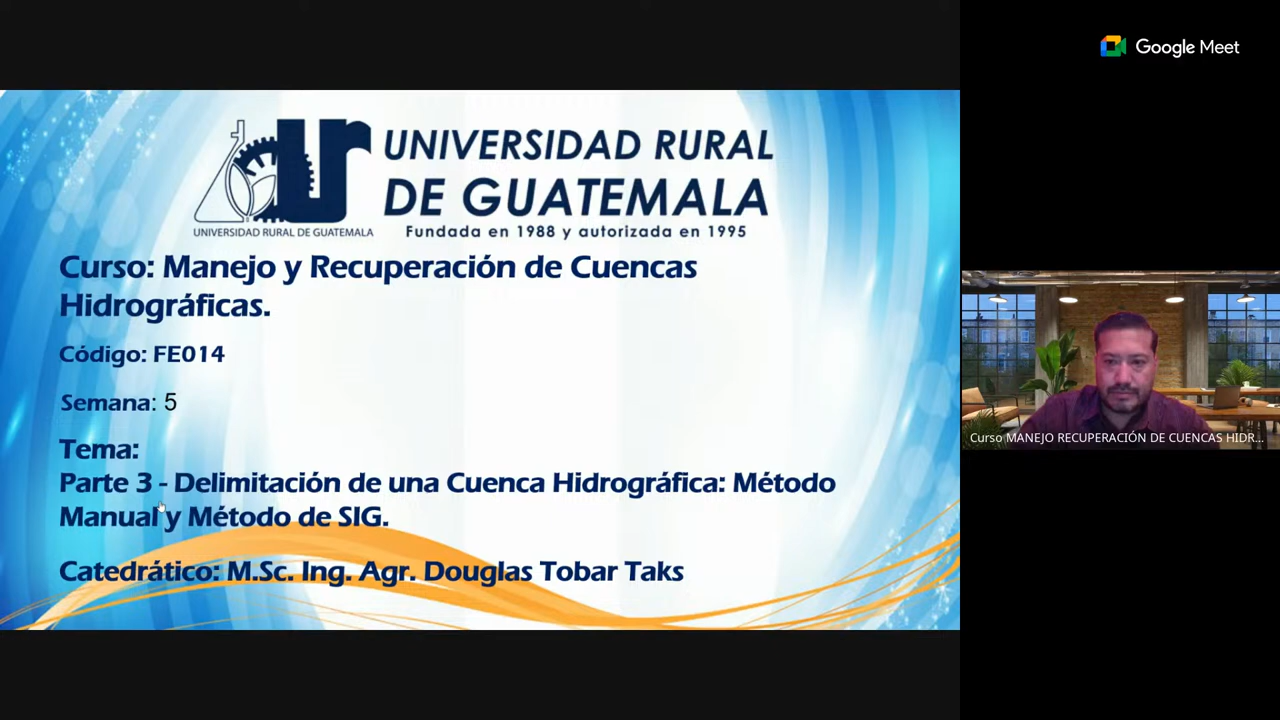 Google Meet
UNIVERSIDAD RURAL
DE GUATEMALA
UNIVERSIDAD RURAL DE GUATEMALA
Fundada en 1988 y autorizada en 1995
Curso: Manejo y Recuperación de Cuencas
Hidrográficas.
Código: FE014
Semana: 5
Tema:
Parte 3 - Delimitación de una Cuenca Hidrográfica: Método
Manual y Método de SIG.
Catedrático: M.Sc. Ing. Agr. Douglas Tobar Taks
Curso MANEJO RECUPERACIÓN DE CUENCAS HIDR...